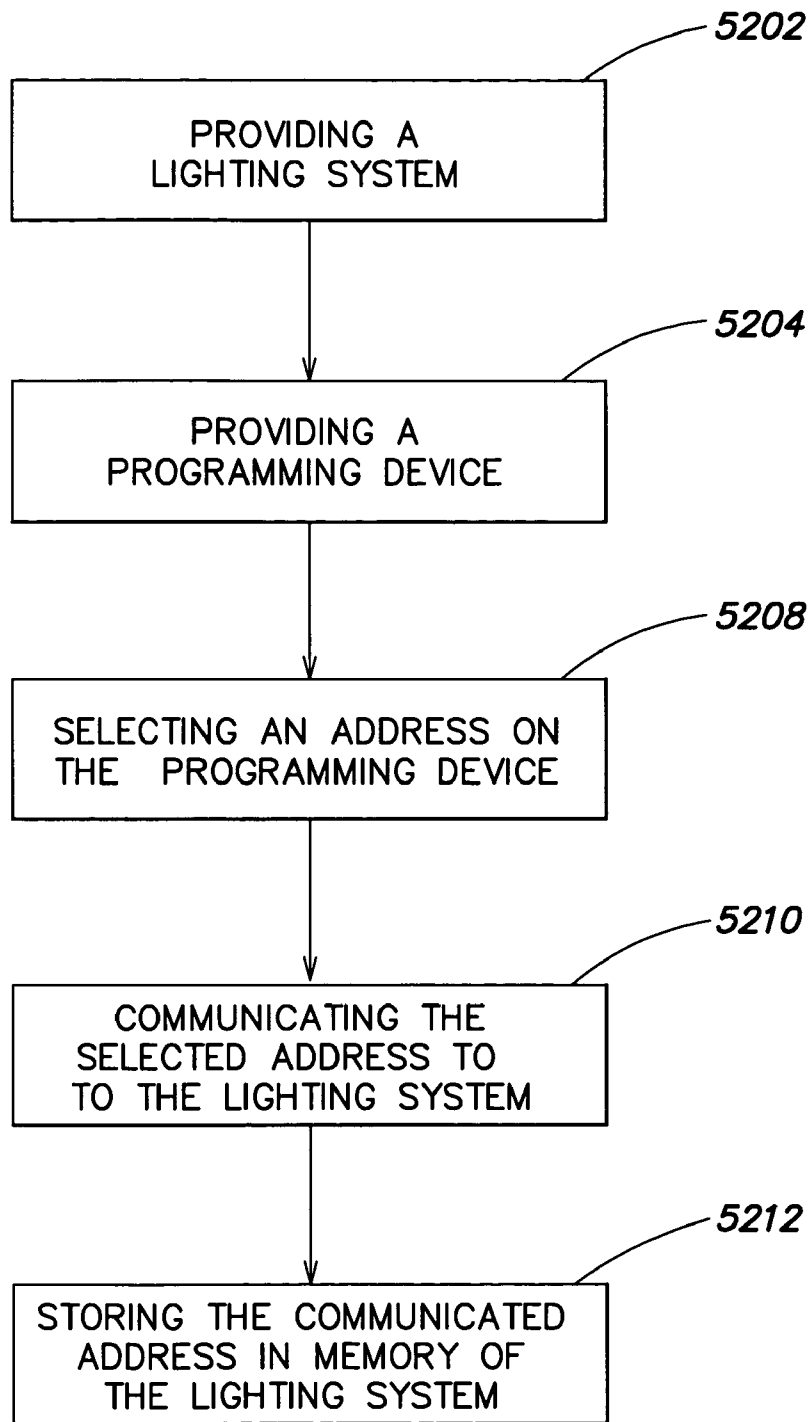 5202
PROVIDING A
LIGHTING SYSTEM
5204
PROVIDING A
PROGRAMMING DEVICE
5208
SELECTING AN ADDRESS ON
THE PROGRAMMING DEVICE
5210
COMMUNICATING THE
SELECTED ADDRESS TO
TO THE LIGHTING SYSTEM
5212
STORING THE COMMUNICATED
ADDRESS IN MEMORY OF
THE LIGHTING SYSTEM